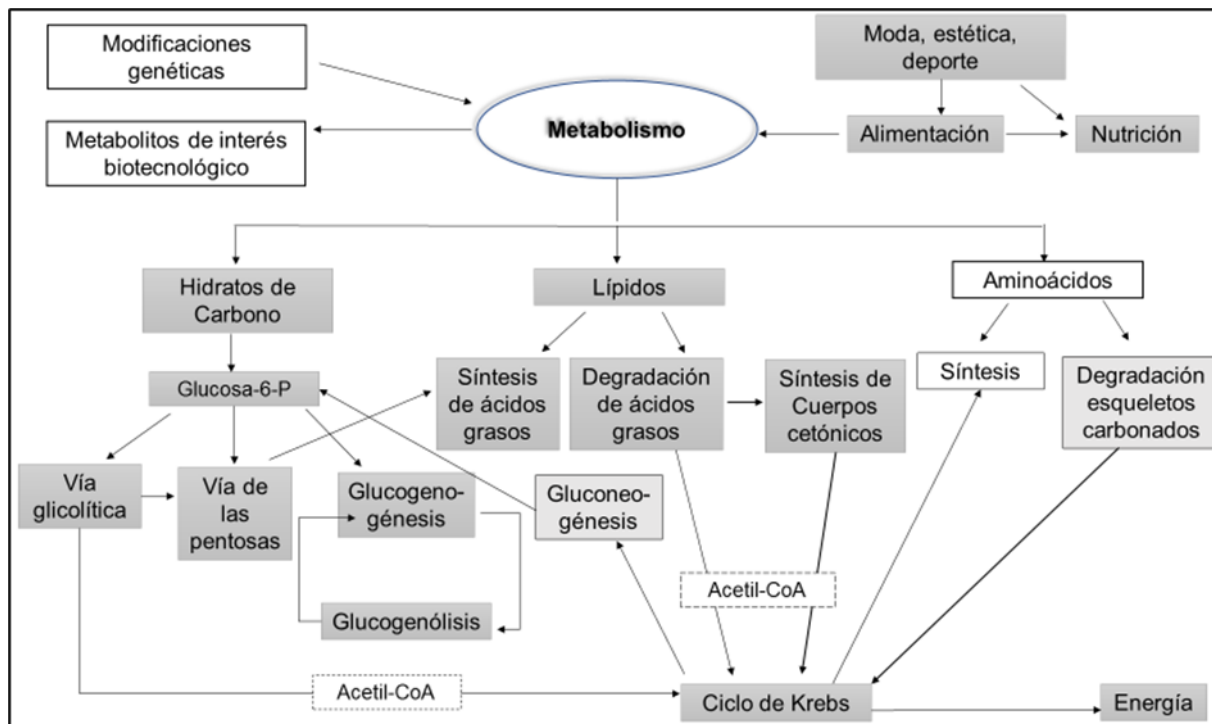 Modificaciones
genéticas
Moda, estética,
deporte
Metabolismo
Metabolitos de interés
biotecnológico
Alimentación
Nutrición
Hidratos de
Carbono
Lípidos
Aminoácidos
Glucosa-6-P
Síntesis
de ácidos
grasos
Degradación
de ácidos
grasos
Síntesis de
Cuerpos
cetónicos
Síntesis
Degradación
esqueletos
carbonados
Vía
glicolítica
Vía de
las
pentosas
Glucogeno-
génesis
Gluconeo-
génesis
Acetil-CoA
Glucogenólisis
Acetil-CoA
Ciclo de Krebs
Energía